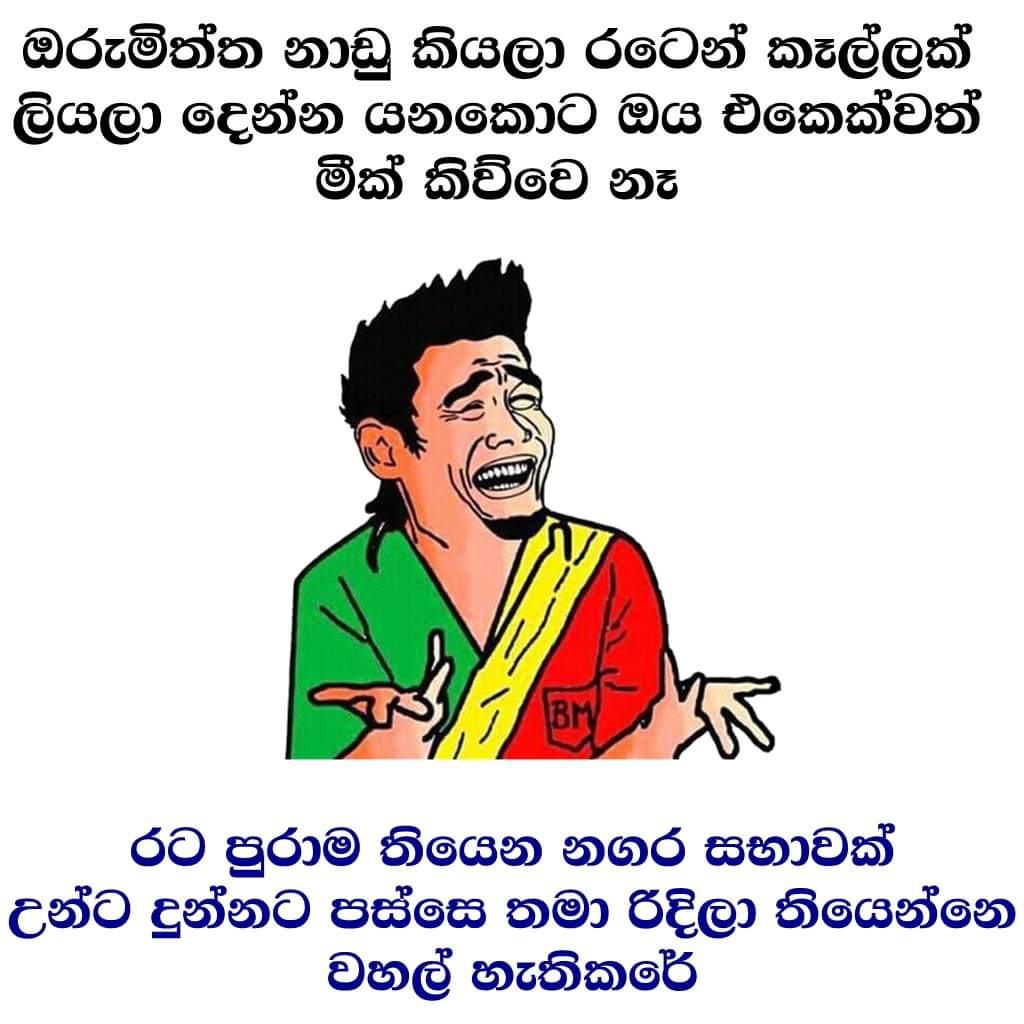 ඔරුමිත්ත නාඩු කියලා රටෙන් කෑල්ලක්
ලියලා දෙන්න යනකොට ඔය එකෙක්වත්
මීක් කිව්වෙ නෑ
BM
රට පුරාම තියෙන නගර සභාවක්
උන්ට දුන්නට පස්සෙ තමා රිදිලා තියෙන්නෙ
වහල් හැතිකරේ